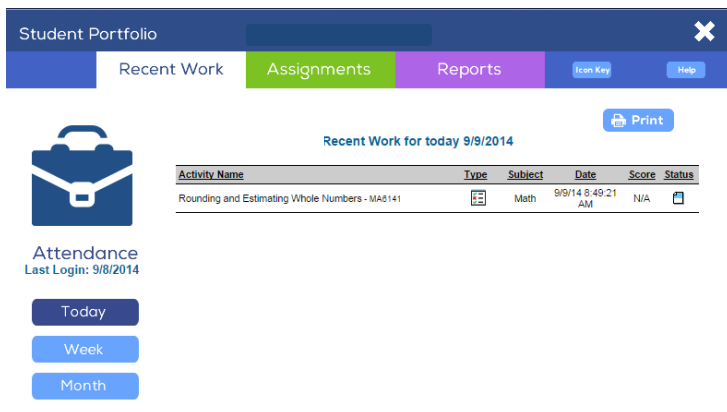 Student Portfolio
Recent Work Assignments Reports Icon Key Help
Print
Recent Work for today 9/9/2014
Activity Name Type Subject Date Score Status
Rounding and Estimating Whole Numbers - MA6141 Math 9/9/14 8:49:21 AM N/A
Attendance
Last Login: 9/8/2014
Today
Week
Month